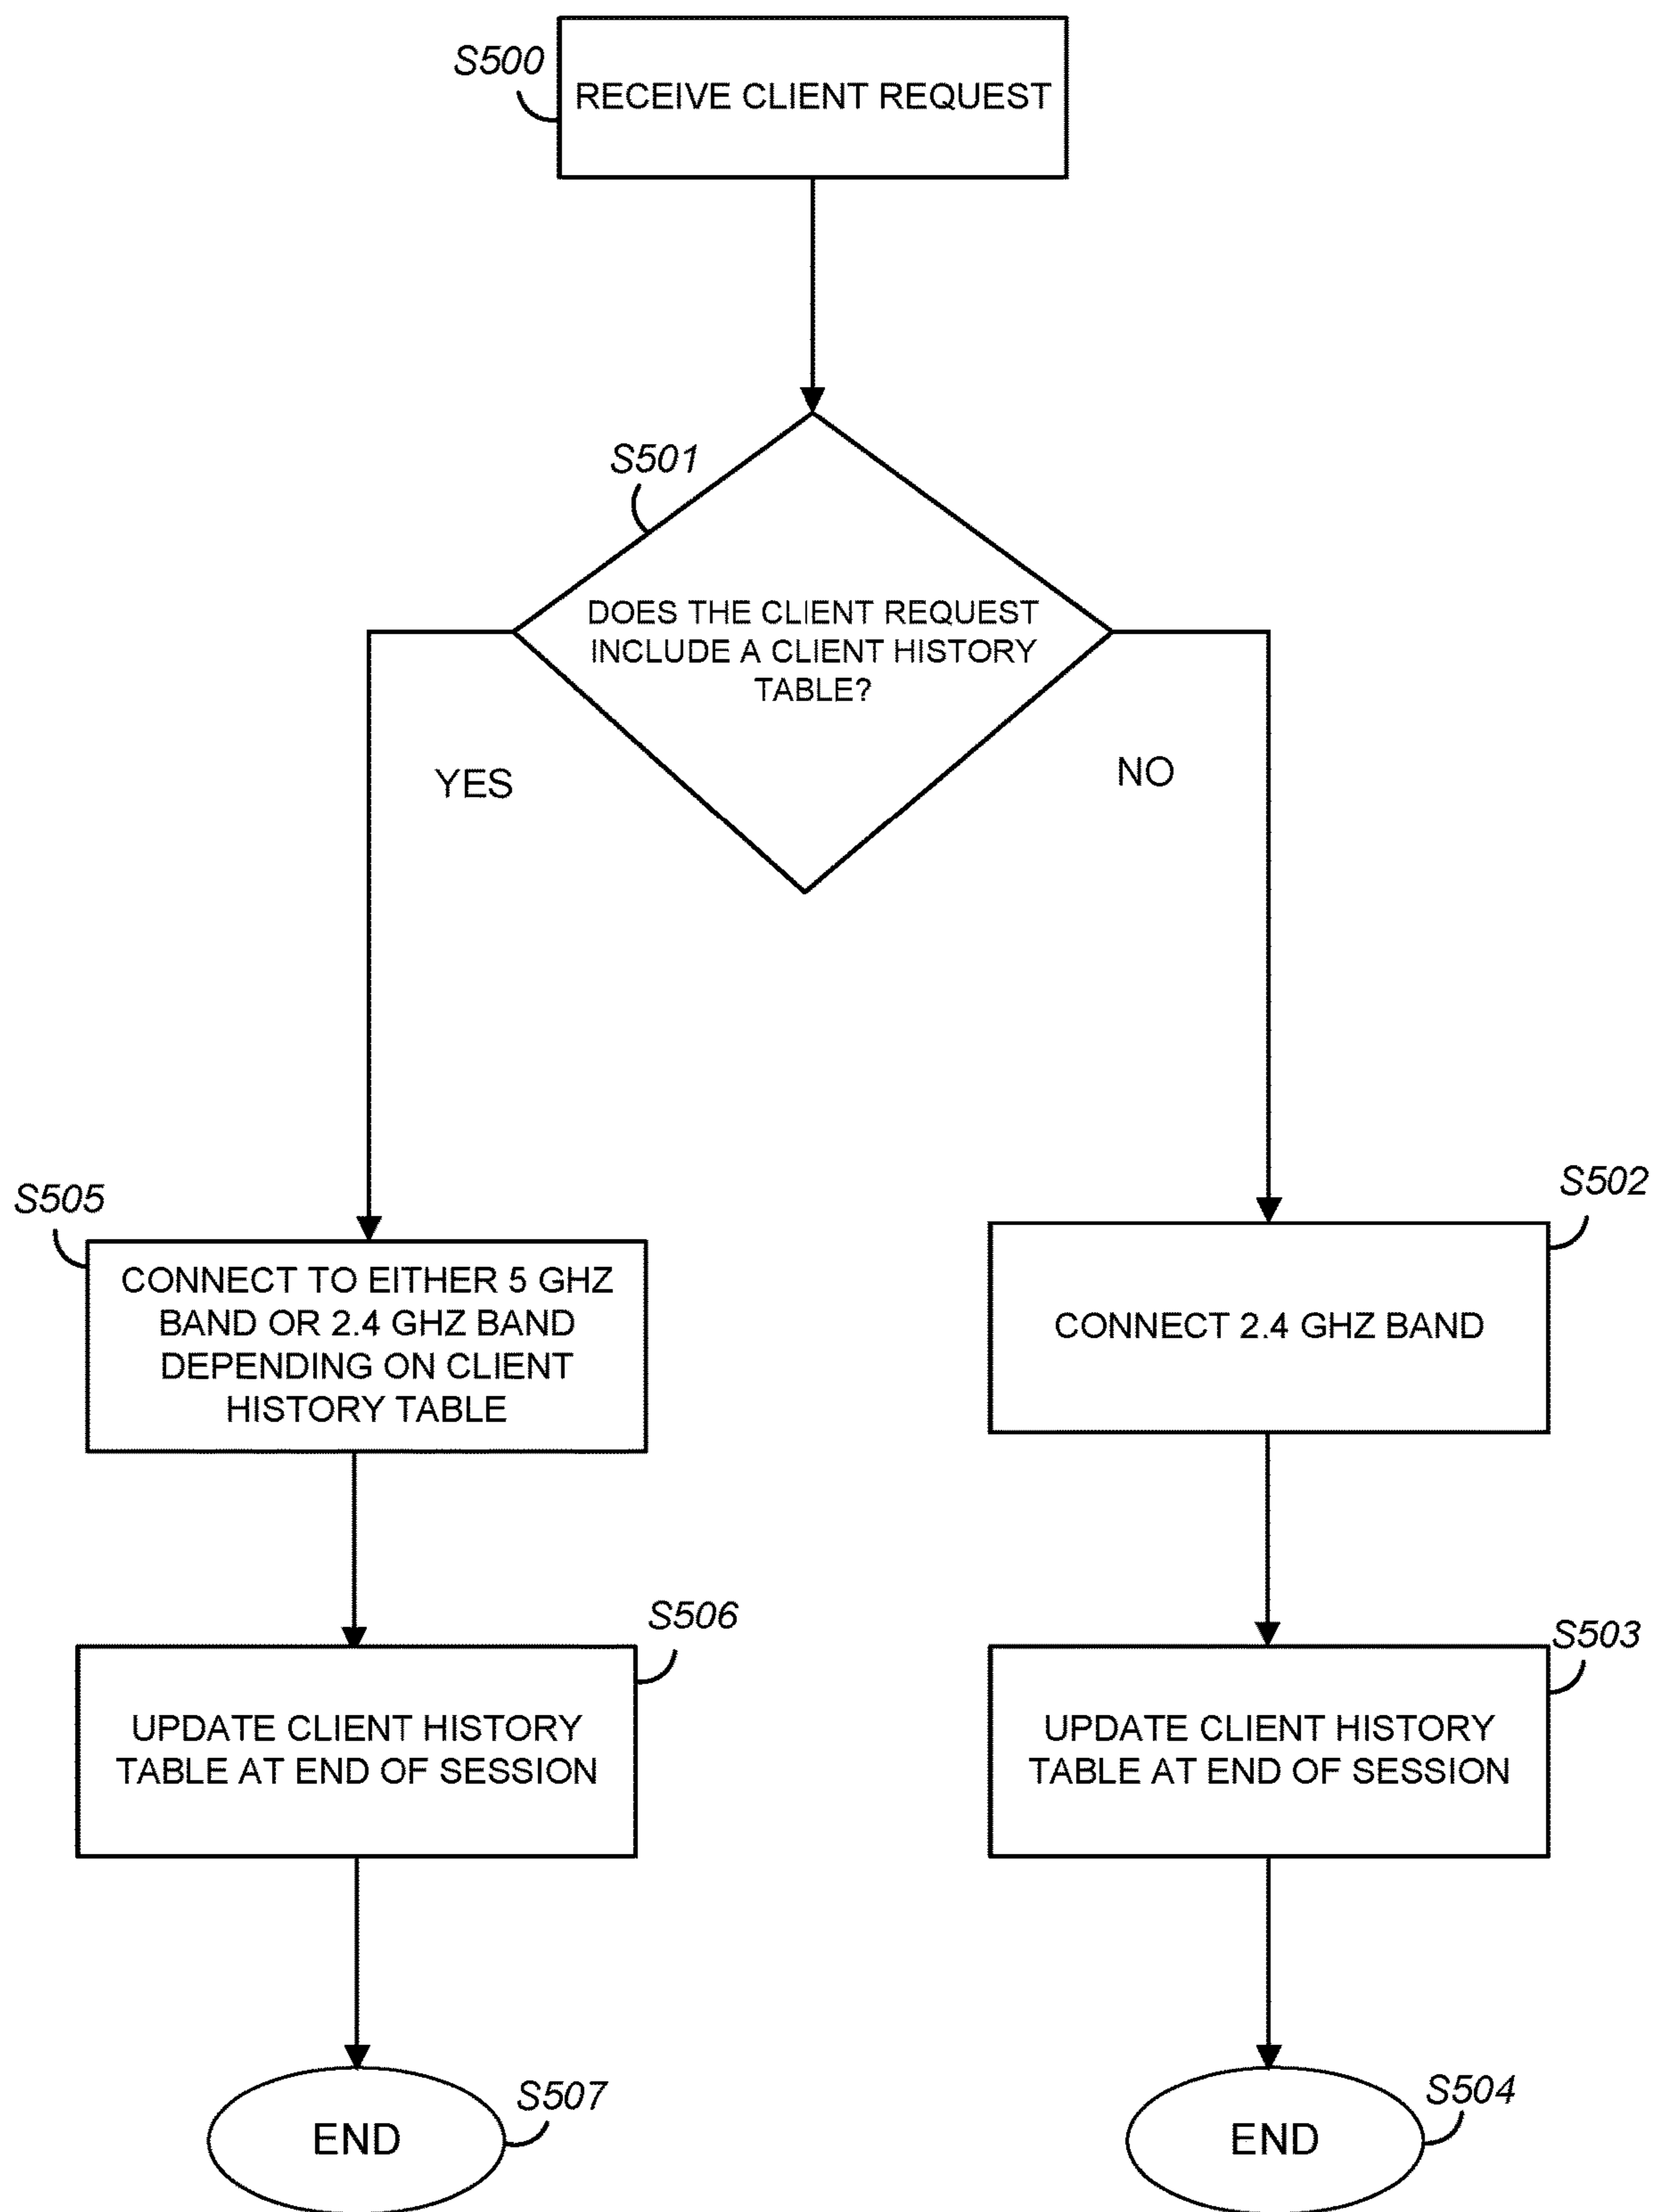 S500
RECEIVE CLIENT REQUEST
S501
DOES THE CLIENT REQUEST
INCLUDE A CLIENT HISTORY
TABLE?
YES
NO
S505
CONNECT TO EITHER 5 GHZ
BAND OR 2.4 GHZ BAND
DEPENDING ON CLIENT
HISTORY TABLE
S502
CONNECT 2.4 GHZ BAND
S506
UPDATE CLIENT HISTORY
TABLE AT END OF SESSION
S503
UPDATE CLIENT HISTORY
TABLE AT END OF SESSION
S507
END
S504
END